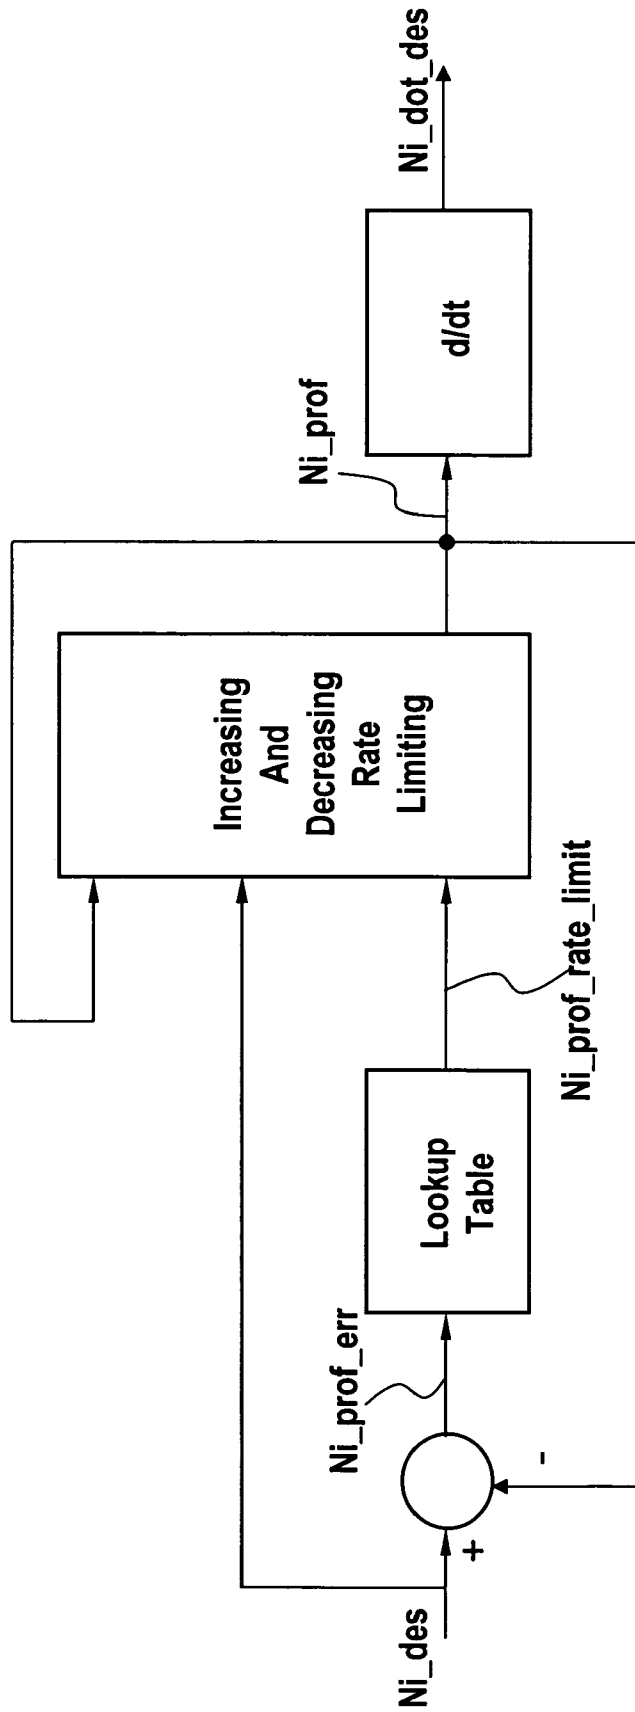 Ni_des
+
-
Ni_prof_err
Lookup
Table
Ni_prof_rate_limit
Increasing
And
Decreasing
Rate
Limiting
Ni_prof
d/dt
Ni_dot_des